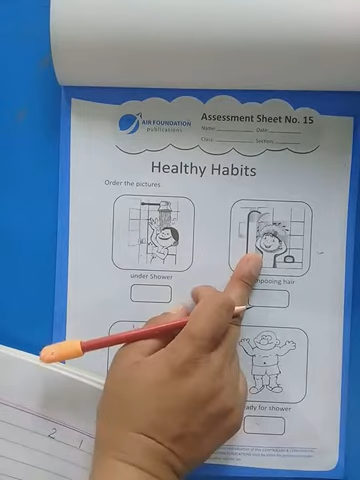 AIR FOUNDATION
publications
Assessment Sheet No. 15
Name: Date:
Class: Section:
Healthy Habits
Order the pictures
under Shower
hair
for shower
2 1